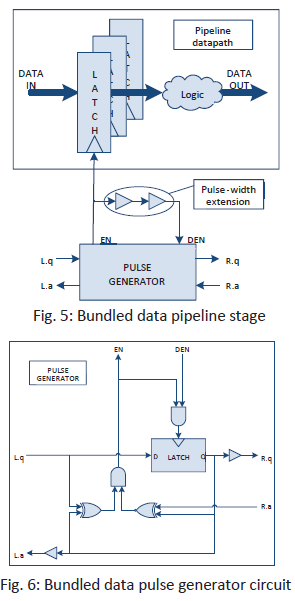 Pipeline
datapath
DATA
IN
L
A
T
C
H
L
A
T
C
H
L
A
T
C
H
Logic
DATA
OUT
Pulse-width
extension
EN
DEN
L.q
L.a
PULSE
GENERATOR
R.q
R.a
Fig. 5: Bundled data pipeline stage
EN
DEN
PULSE
GENERATOR
L.q
D
LATCH
Q
R.q
R.a
L.a
Fig. 6: Bundled data pulse generator circuit